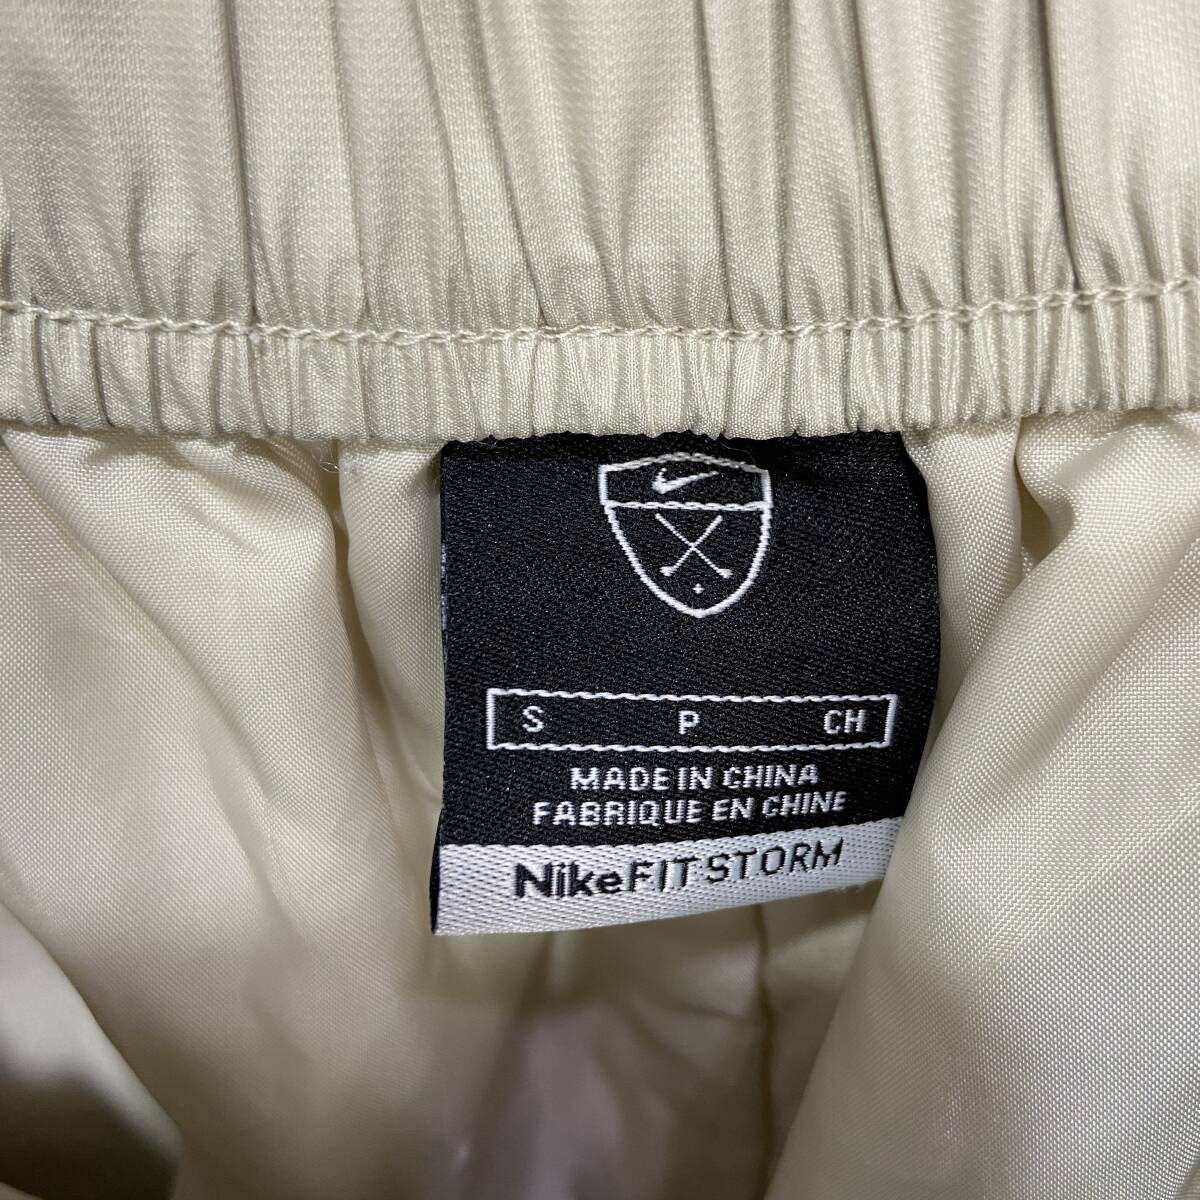 S P CH
MADE IN CHINA
FABRIQUE EN CHINE
NikeFIT STORM